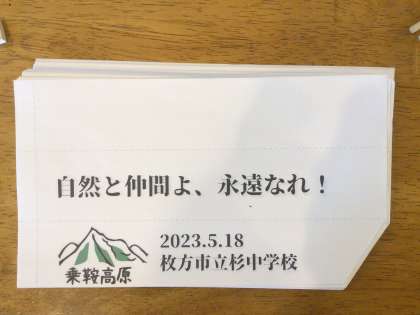 自然と仲間よ、永遠なれ！
2023.5.18
枚方市立杉中学校
乗鞍高原